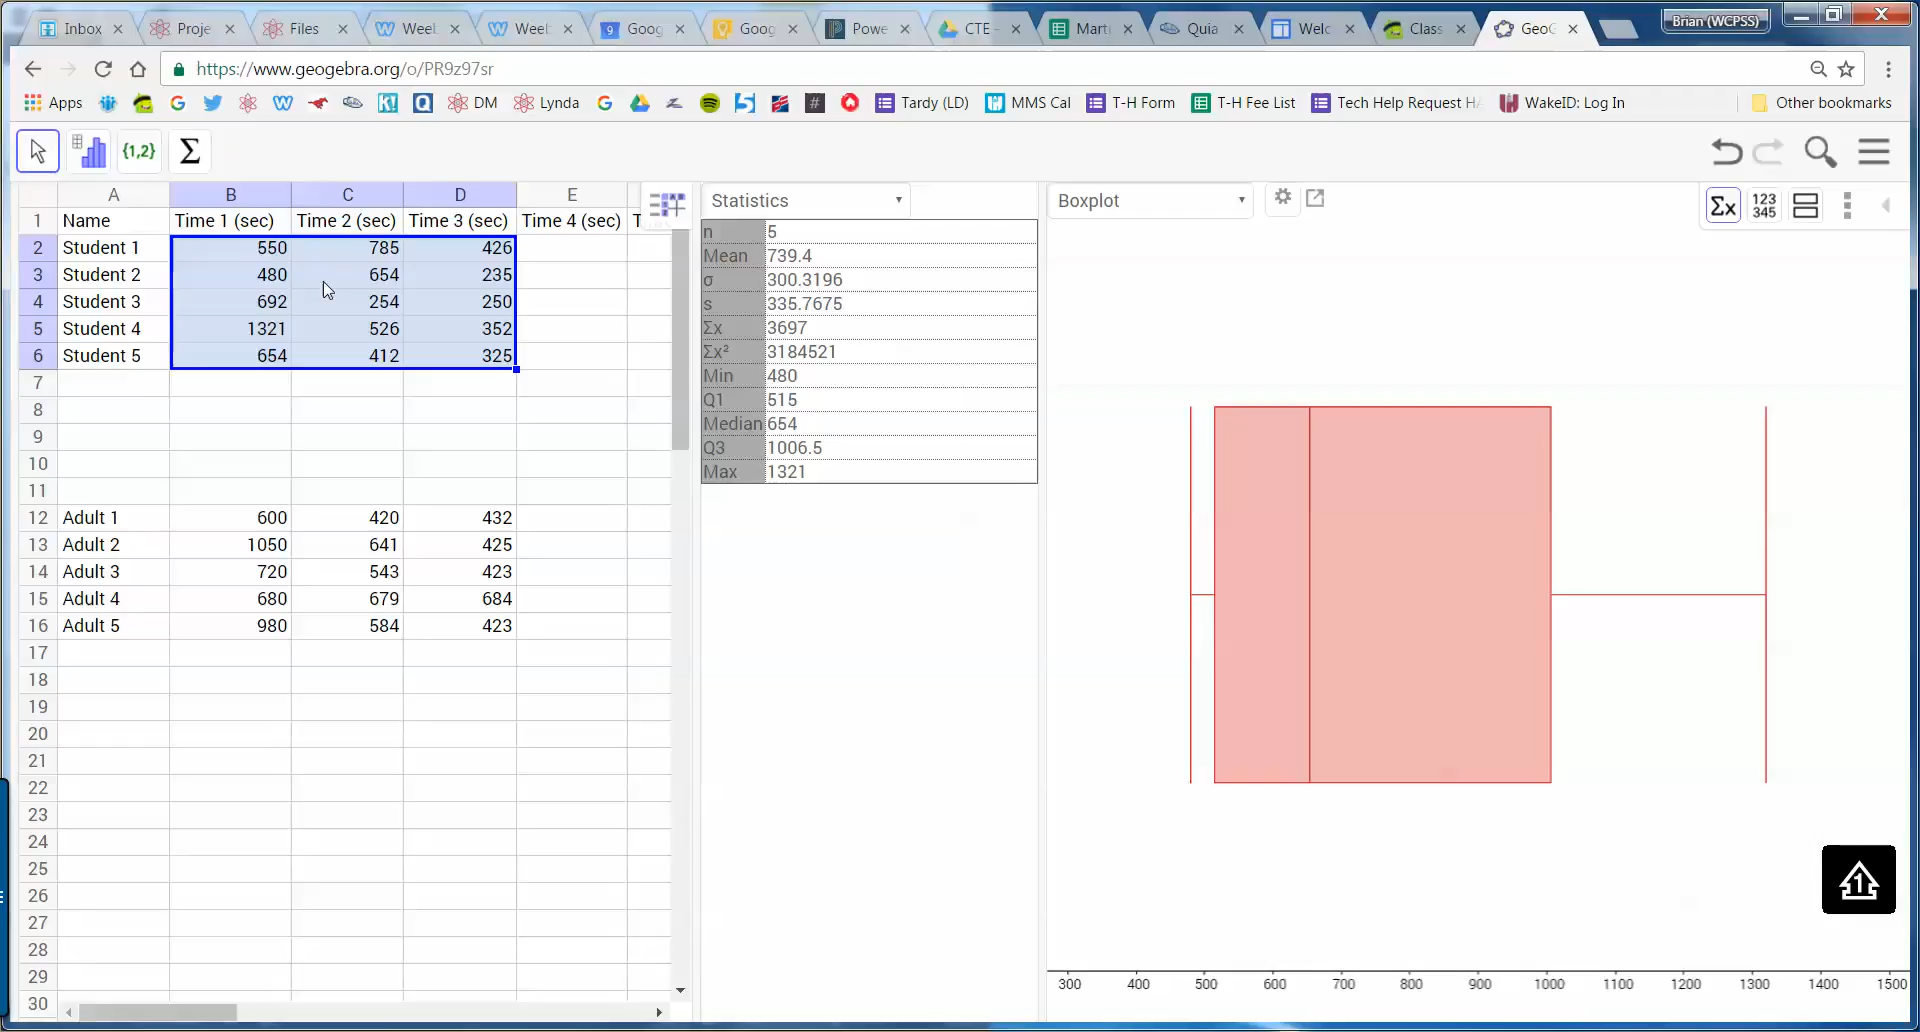 Inbox Proje Files Weel Weel Goog Goog Powe CTE - Marti Quia Welc Class GeoG Brian (WCPSS)
9
https://www.geogebra.org/o/PR9z97sr
Apps DM Lynda Tardy (LD) MMS Cal T-H Form T-H Fee List Tech Help Request HA WakeID: Log In Other bookmarks
{1,2} Σ
A B C D E Statistics Boxplot Σx 123 345
1 Name Time 1 (sec) Time 2 (sec) Time 3 (sec) Time 4 (sec) T
2 Student 1 550 785 426
3 Student 2 480 654 235
4 Student 3 692 254 250
5 Student 4 1321 526 352
6 Student 5 654 412 325
7
8
9
10
11
12 Adult 1 600 420 432
13 Adult 2 1050 641 425
14 Adult 3 720 543 423
15 Adult 4 680 679 684
16 Adult 5 980 584 423
17
18
19
20
21
22
23
24
25
26
27
28
29
30
n 5
Mean 739.4
σ 300.3196
s 335.7675
Σx 3697
Σx² 3184521
Min 480
Q1 515
Median 654
Q3 1006.5
Max 1321
1
300 400 500 600 700 800 900 1000 1100 1200 1300 1400 1500